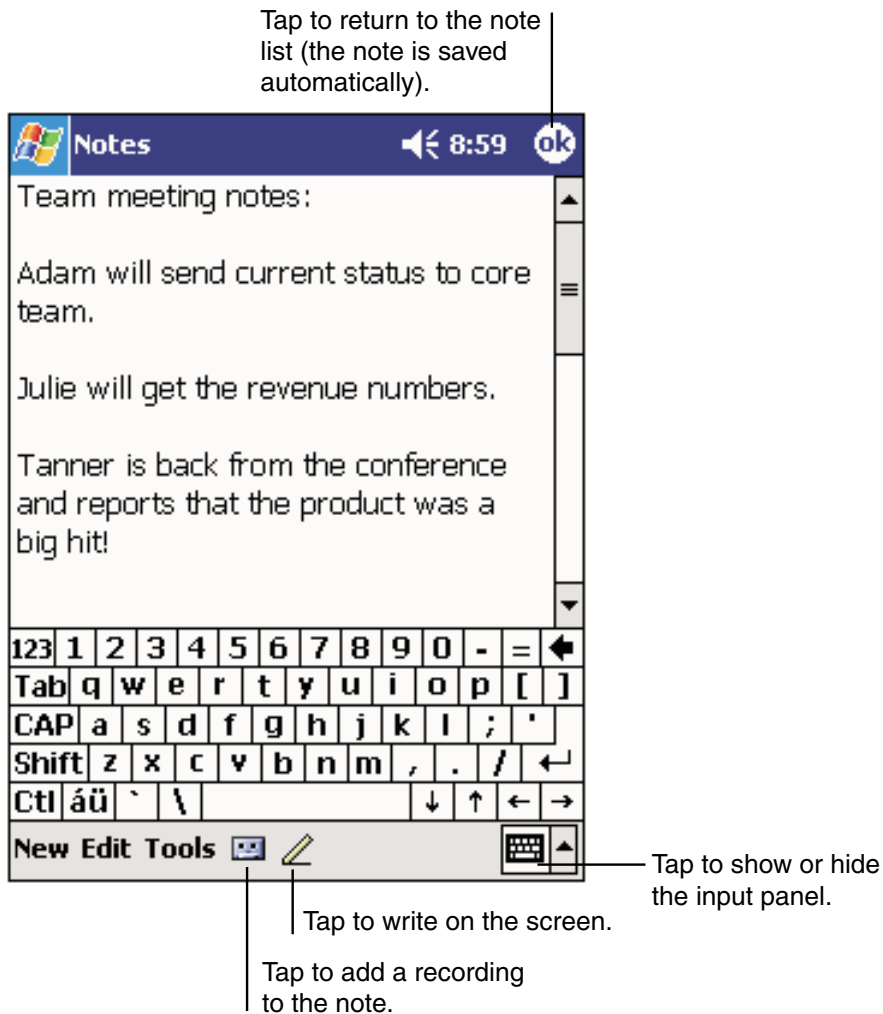 Tap to return to the note
list (the note is saved
automatically).
Notes 8:59 ok
Team meeting notes:
Adam will send current status to core
team.
Julie will get the revenue numbers.
Tanner is back from the conference
and reports that the product was a
big hit!
123 1 2 3 4 5 6 7 8 9 0 - =
Tab q w e r t y u i o p [ ]
CAP a s d f g h j k l ; '
Shift z x c v b n m , . /
Ctl áü ` \ ↓ ↑ ← →
New Edit Tools
Tap to show or hide
the input panel.
Tap to write on the screen.
Tap to add a recording
to the note.